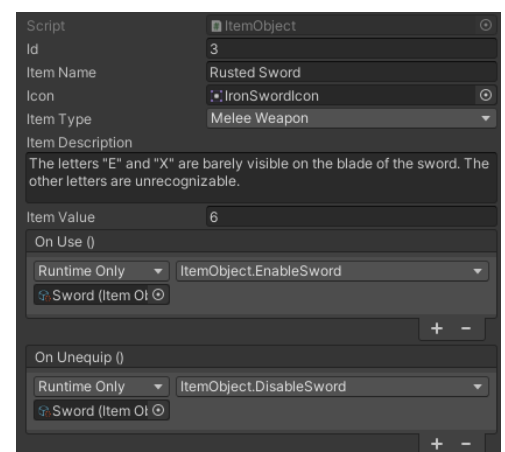 Script ItemObject
Id 3
Item Name Rusted Sword
Icon IronSwordIcon
Item Type Melee Weapon
Item Description
The letters "E" and "X" are barely visible on the blade of the sword. The
other letters are unrecognizable.
Item Value 6
On Use ()
Runtime Only ItemObject.EnableSword
Sword (Item Ol
+ −
On Unequip ()
Runtime Only ItemObject.DisableSword
Sword (Item Ol
+ −